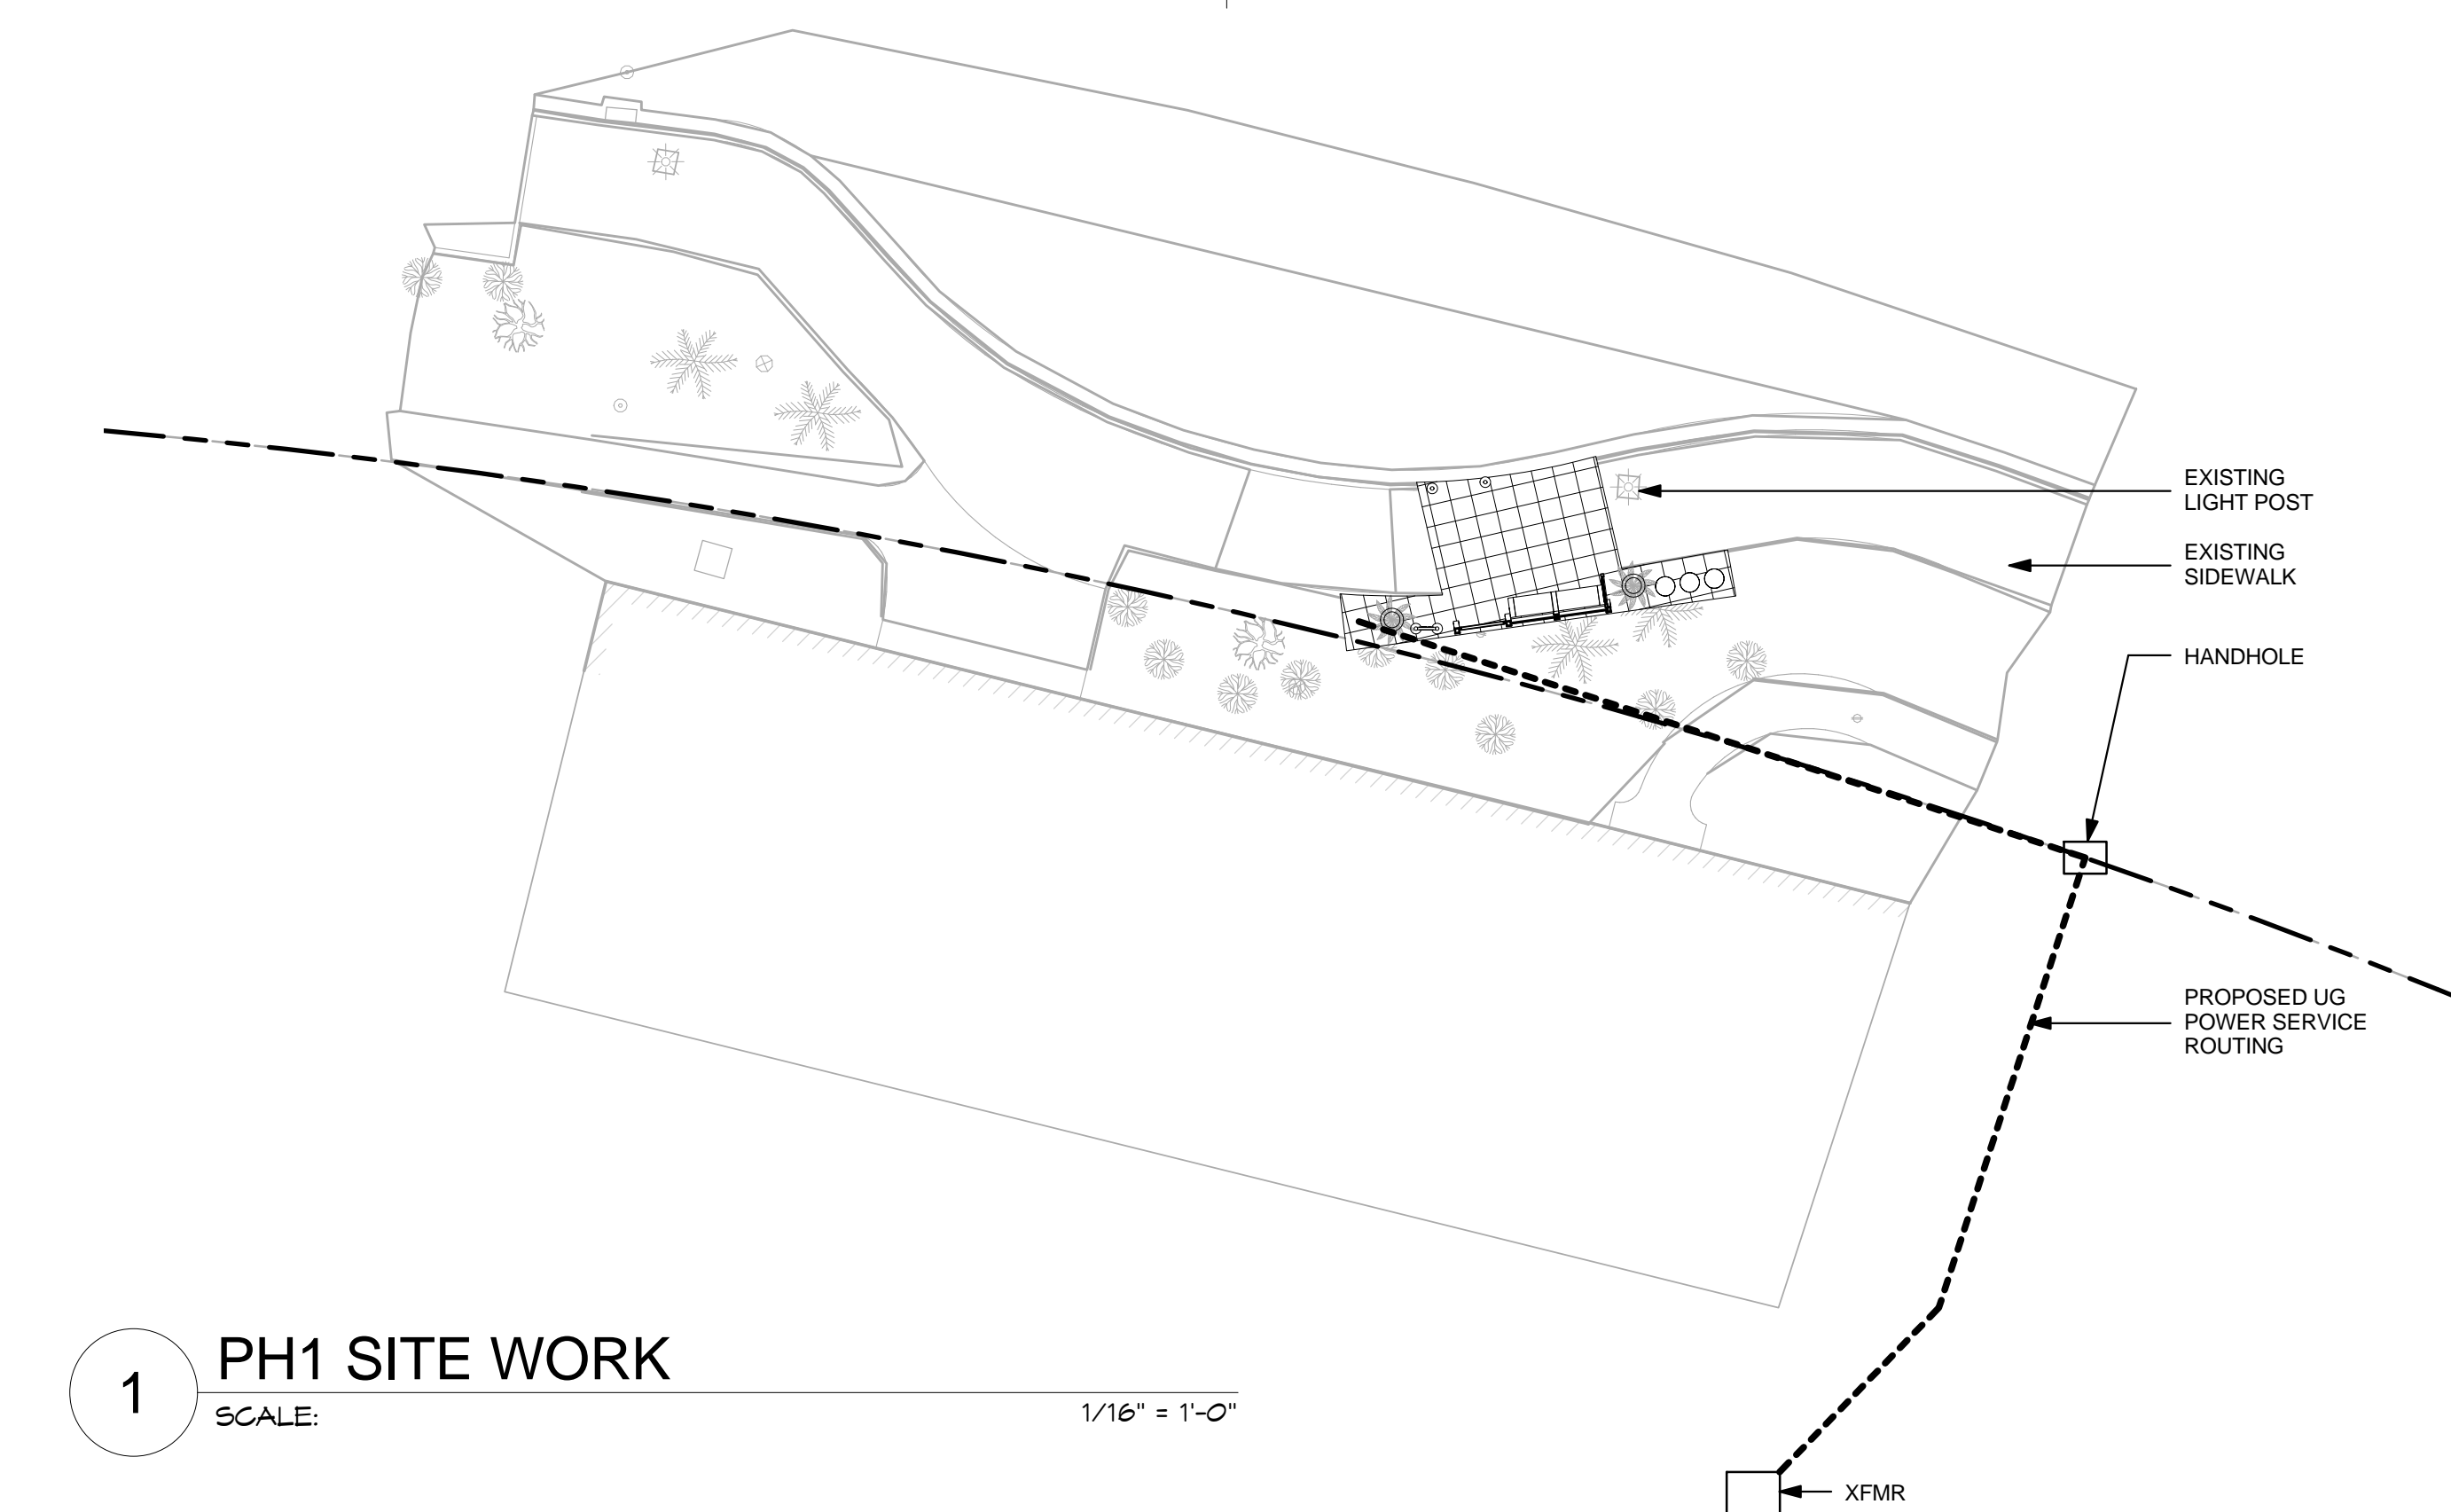 EXISTING
LIGHT POST
EXISTING
SIDEWALK
HANDHOLE
PROPOSED UG
POWER SERVICE
ROUTING
1
PH1 SITE WORK
SCALE:
1/16" = 1'-0"
XFMR